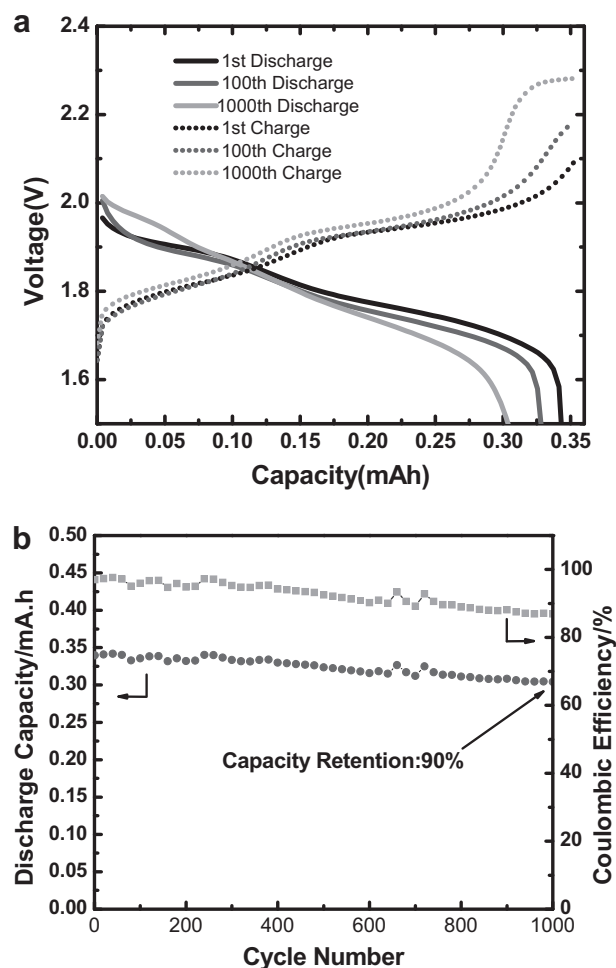 a
2.4
2.2
2.0
1.8
1.6
Voltage(V)
1st Discharge
100th Discharge
1000th Discharge
1st Charge
100th Charge
1000th Charge
0.00 0.05 0.10 0.15 0.20 0.25 0.30 0.35
Capacity(mAh)
b
0.50
0.45
0.40
0.35
0.30
0.25
0.20
0.15
0.10
0.05
0.00
Discharge Capacity/mA.h
Capacity Retention:90%
100
80
60
40
20
0
Coulombic Efficiency/%
0 200 400 600 800 1000
Cycle Number